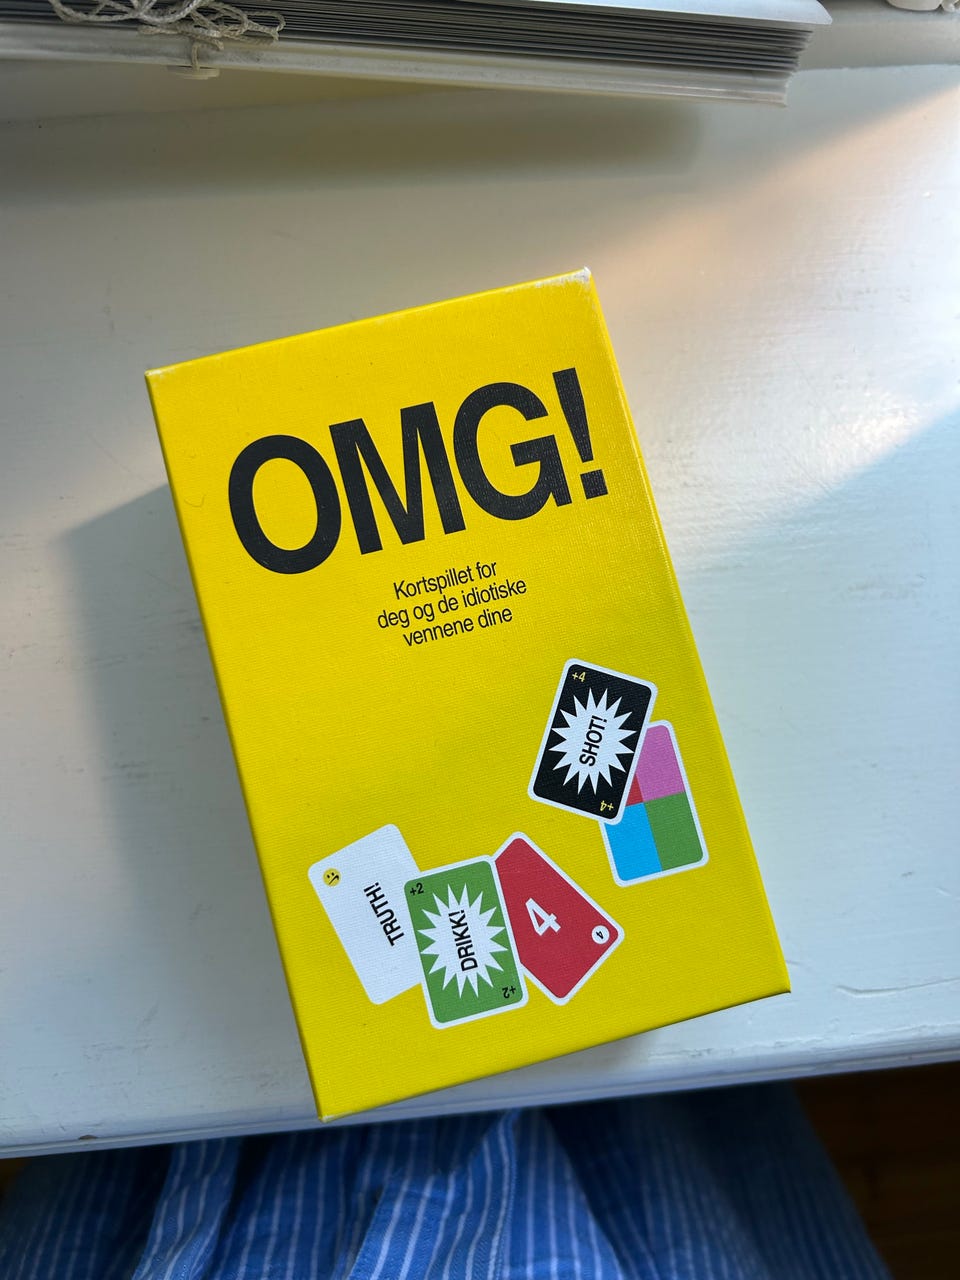 OMG!
Kortspillet for
deg og de idiotiske
vennene dine
+4
SHOT!
+4
TRUTH!
+2
DRIKK!
+2
4
4